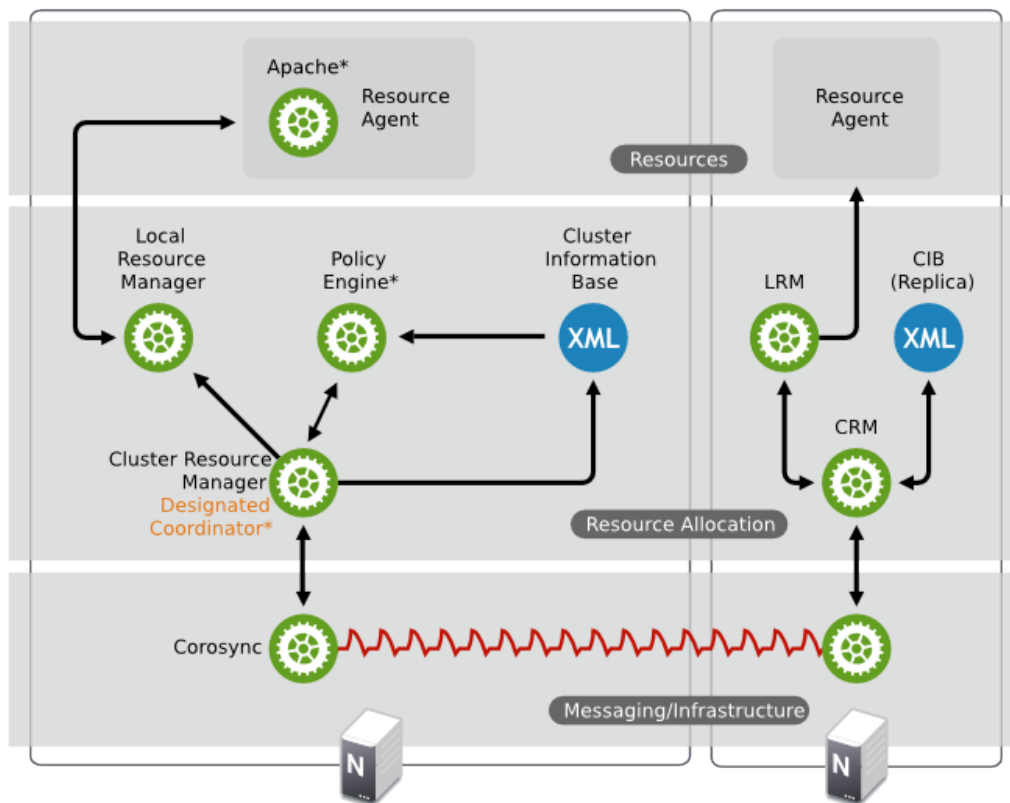 Apache*
Resource
Agent
Resource
Agent
Resources
Local
Resource
Manager
Policy
Engine*
Cluster
Information
Base
XML
LRM
CIB
(Replica)
XML
Cluster Resource
Manager
Designated
Coordinator*
CRM
Resource Allocation
Corosync
Messaging/Infrastructure
N
N